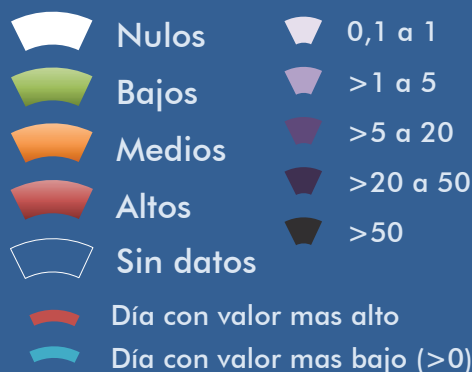 Nulos
Bajos
Medios
Altos
Sin datos
0,1 a 1
>1 a 5
>5 a 20
>20 a 50
>50
Día con valor mas alto
Día con valor mas bajo (>0)